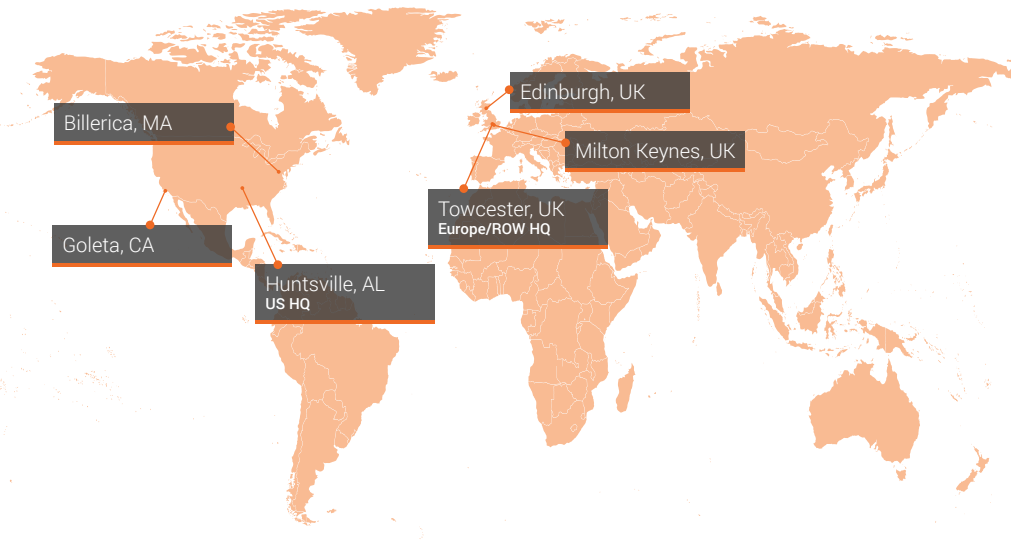 Edinburgh, UK
Billerica, MA
Milton Keynes, UK
Towcester, UK
Europe/ROW HQ
Goleta, CA
Huntsville, AL
US HQ